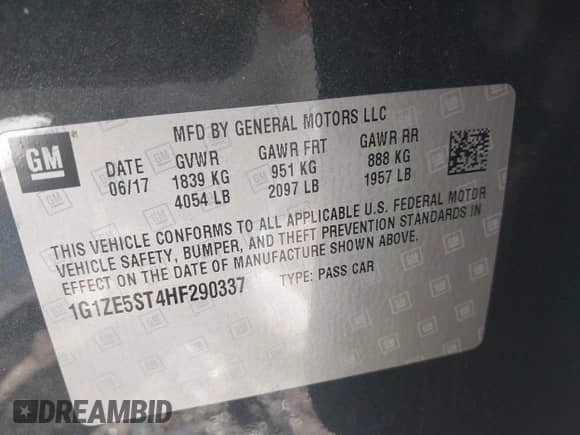 MFD BY GENERAL MOTORS LLC
GM
DATE GVWR GAWR FRT GAWR RR
06/17 1839 KG 951 KG 888 KG
4054 LB 2097 LB 1957 LB
THIS VEHICLE CONFORMS TO ALL APPLICABLE U.S. FEDERAL MOTOR
VEHICLE SAFETY, BUMPER, AND THEFT PREVENTION STANDARDS IN
EFFECT ON THE DATE OF MANUFACTURE SHOWN ABOVE.
1G1ZE5ST4HF290337 TYPE: PASS CAR
DREAMBID